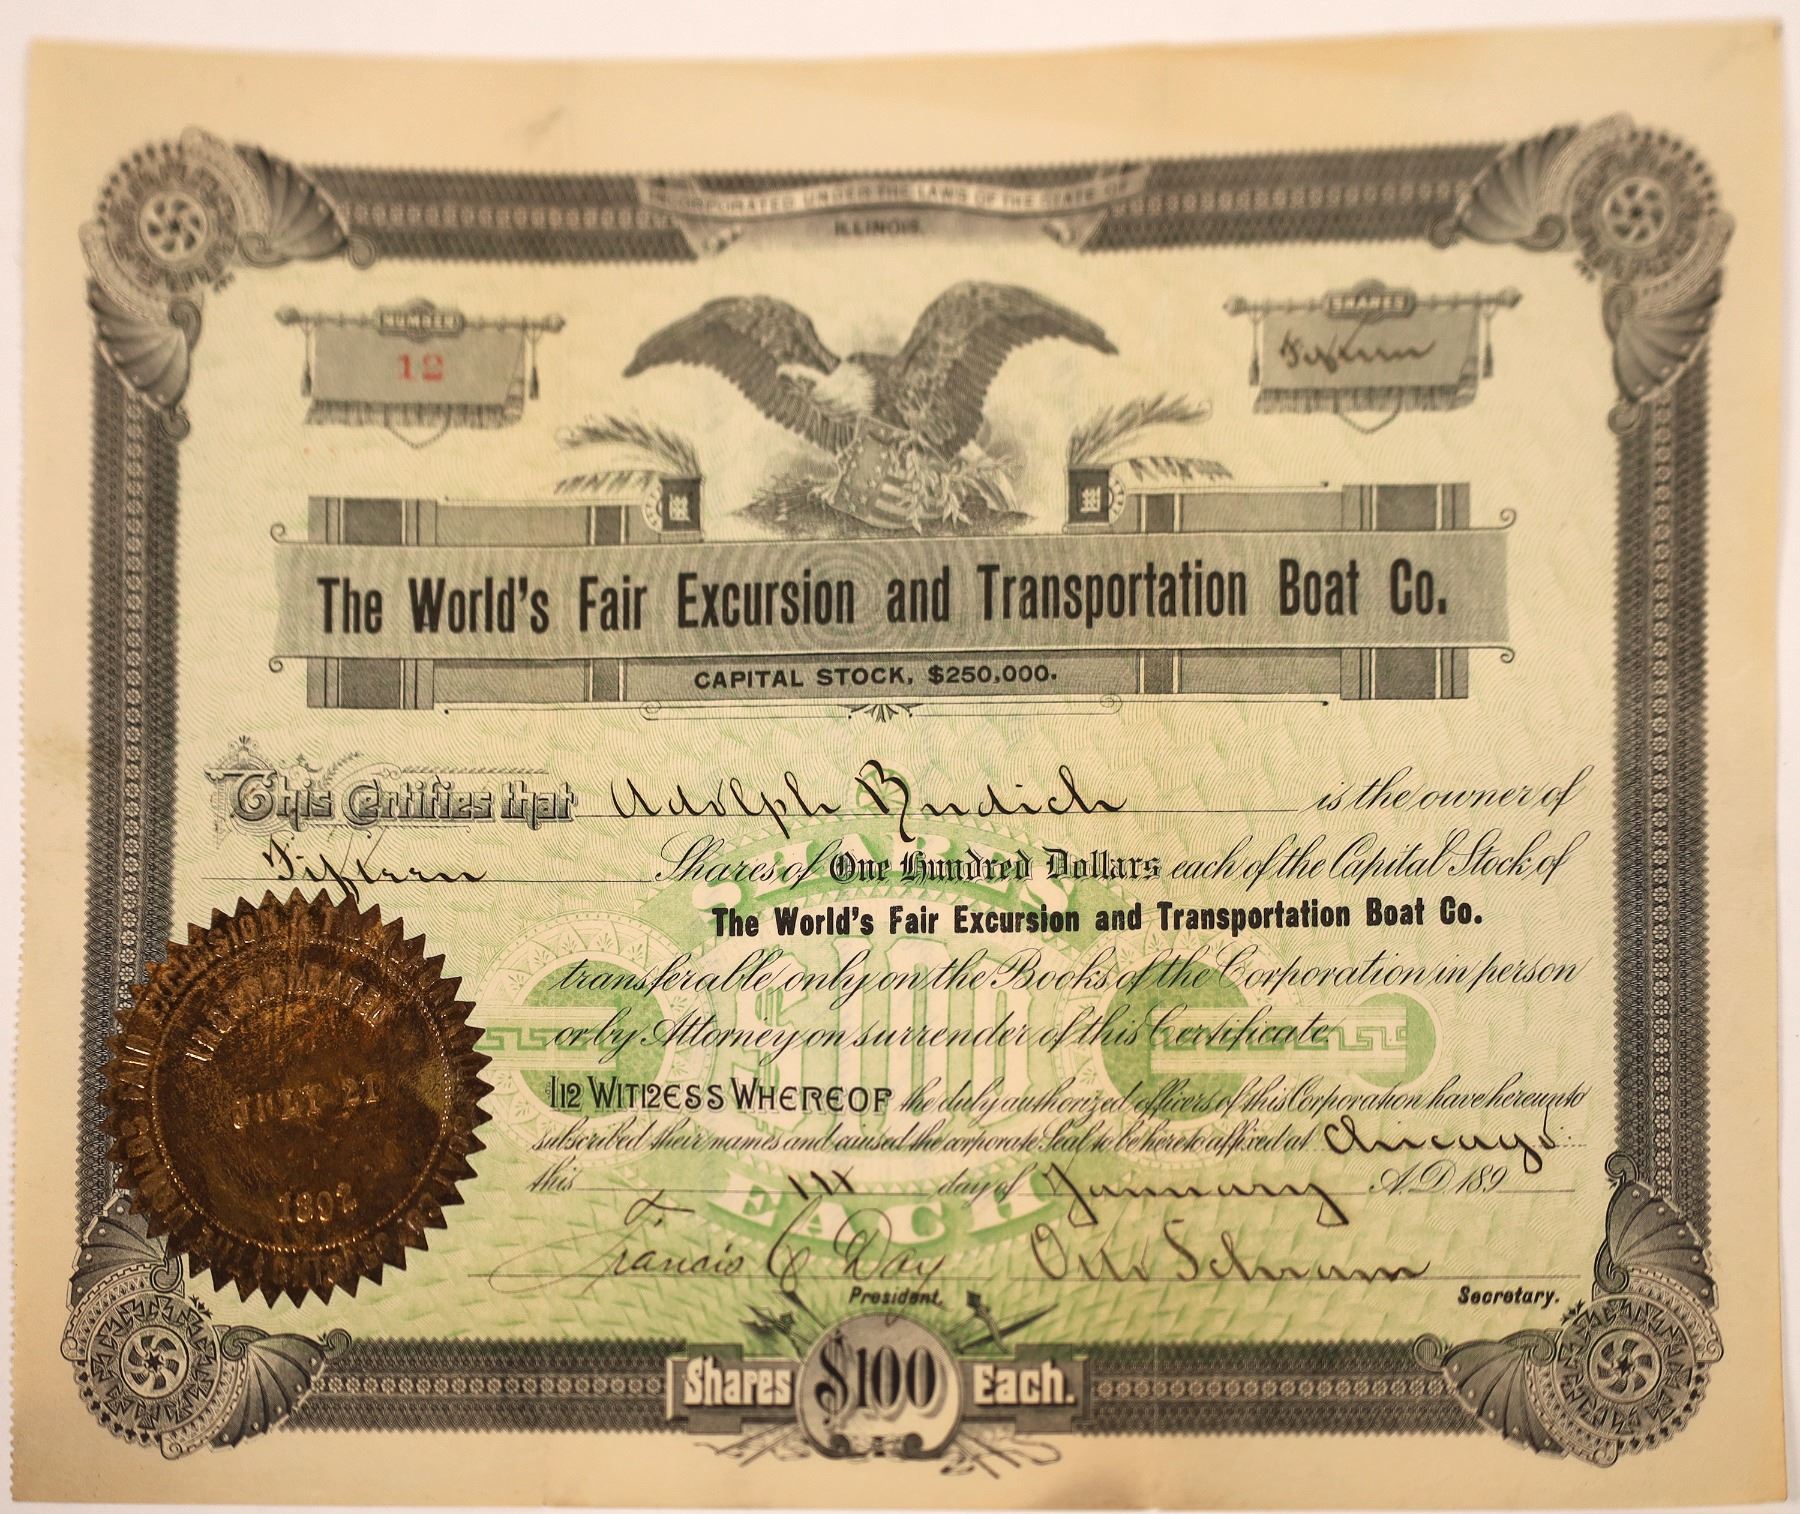 INCORPORATED UNDER THE LAWS OF THE STATE OF
ILLINOIS.
NUMBER
12
SHARES
Fifteen
The World's Fair Excursion and Transportation Boat Co.
CAPITAL STOCK, $250,000.
This Certifies that Adolph Rudich is the owner of
Fifteen Shares of One Hundred Dollars each of the Capital Stock of
The World's Fair Excursion and Transportation Boat Co.
transferable only on the Books of the Corporation in person
or by Attorney on surrender of this Certificate.
In Witness Whereof the duly authorized officers of this Corporation have hereunto
subscribed their names and caused the corporate Seal to be hereto affixed at Chicago
this day of January A.D. 189
Francis Day Otto Schramm
President. Secretary.
SHARES
$100
EACH
JULY 21
1892
Shares $100 Each.